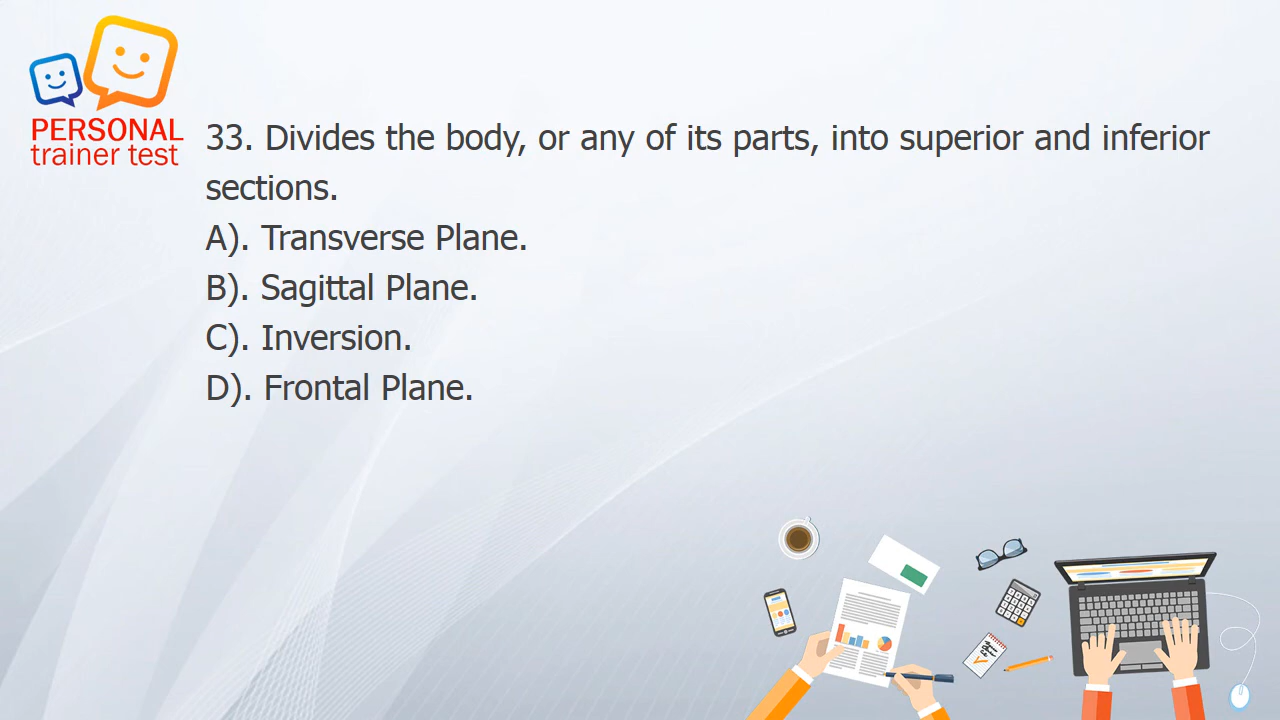 PERSONAL
trainer test
33. Divides the body, or any of its parts, into superior and inferior
sections.
A). Transverse Plane.
B). Sagittal Plane.
C). Inversion.
D). Frontal Plane.